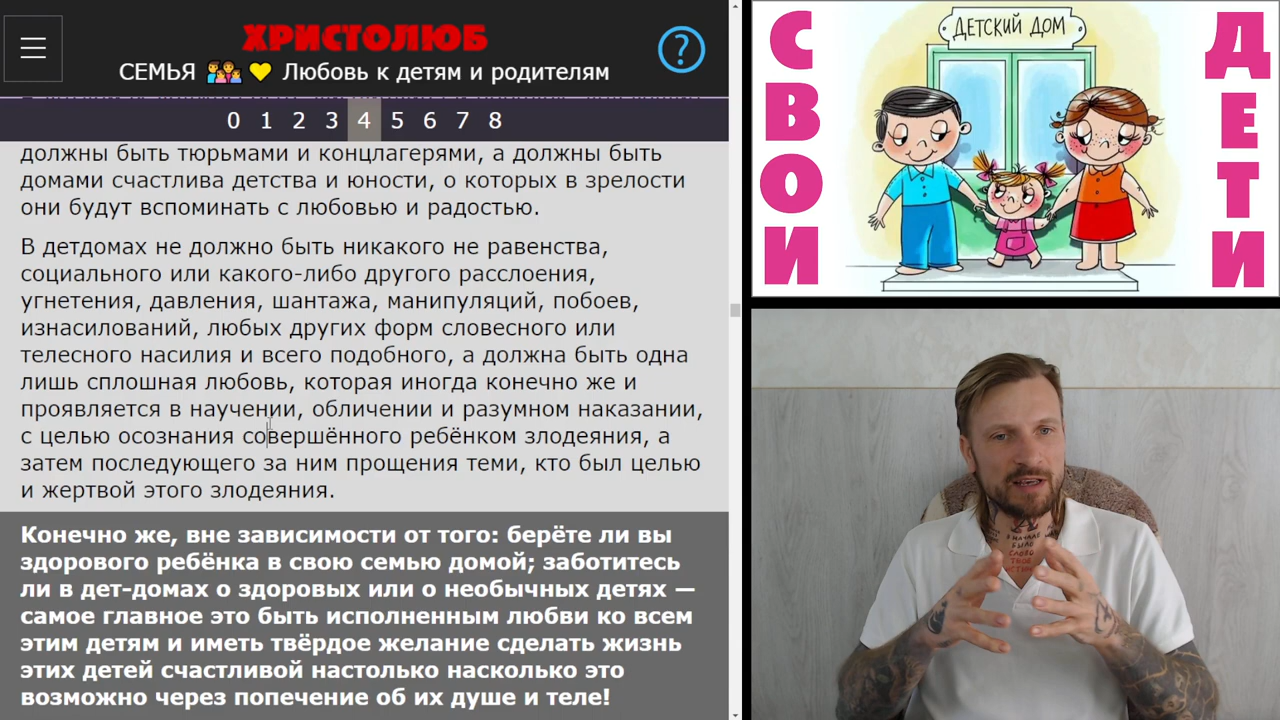 ХРИСТОЛЮБ
СЕМЬЯ 👨‍👩‍👧‍👦 💛 Любовь к детям и родителям
?
0 1 2 3 4 5 6 7 8
должны быть тюрьмами и концлагерями, а должны быть
домами счастлива детства и юности, о которых в зрелости
они будут вспоминать с любовью и радостью.
В детдомах не должно быть никакого не равенства,
социального или какого-либо другого расслоения,
угнетения, давления, шантажа, манипуляций, побоев,
изнасилований, любых других форм словесного или
телесного насилия и всего подобного, а должна быть одна
лишь сплошная любовь, которая иногда конечно же и
проявляется в научении, обличении и разумном наказании,
с целью осознания совершённого ребёнком злодеяния, а
затем последующего за ним прощения теми, кто был целью
и жертвой этого злодеяния.
Конечно же, вне зависимости от того: берёте ли вы
здорового ребёнка в свою семью домой; заботитесь
ли в дет-домах о здоровых или о необычных детях —
самое главное это быть исполненным любви ко всем
этим детям и иметь твёрдое желание сделать жизнь
этих детей счастливой настолько насколько это
возможно через попечение об их душе и теле!
СВОИ
ДЕТСКИЙ ДОМ
ДЕТИ
В НАЧАЛЕ
БЫЛО
СЛОВО